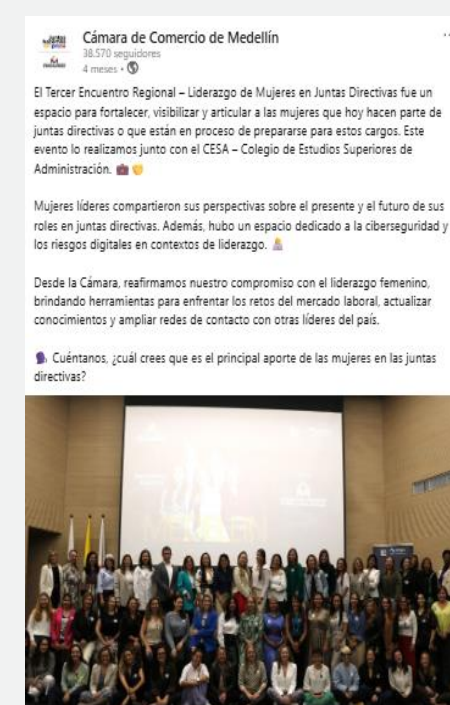 Cámara de Comercio de Medellín
38.570 seguidores
4 meses •
El Tercer Encuentro Regional – Liderazgo de Mujeres en Juntas Directivas fue un
espacio para fortalecer, visibilizar y articular a las mujeres que hoy hacen parte de
juntas directivas o que están en proceso de prepararse para estos cargos. Este
evento lo realizamos junto con el CESA – Colegio de Estudios Superiores de
Administración. 💼✊
Mujeres líderes compartieron sus perspectivas sobre el presente y el futuro de sus
roles en juntas directivas. Además, hubo un espacio dedicado a la ciberseguridad y
los riesgos digitales en contextos de liderazgo.
Desde la Cámara, reafirmamos nuestro compromiso con el liderazgo femenino,
brindando herramientas para enfrentar los retos del mercado laboral, actualizar
conocimientos y ampliar redes de contacto con otras líderes del país.
🗣 Cuéntanos, ¿cuál crees que es el principal aporte de las mujeres en las juntas
directivas?